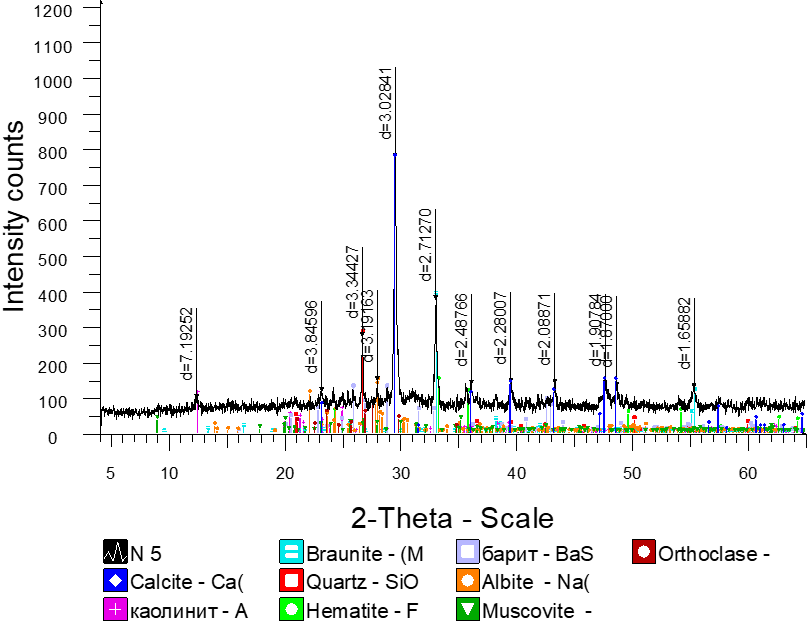 1200
1100
1000
900
800
700
600
500
400
300
200
100
0
Intensity counts
d=7.19252
d=3.84596
d=3.34427
d=3.19163
d=3.02841
d=2.71270
d=2.48766
d=2.28007
d=2.08871
d=1.90784
d=1.87000
d=1.65882
5 10 20 30 40 50 60
2-Theta - Scale
N 5
Braunite - (M
барит - BaS
Orthoclase -
Calcite - Ca(
Quartz - SiO
Albite - Na(
каолинит - А
Hematite - F
Muscovite -